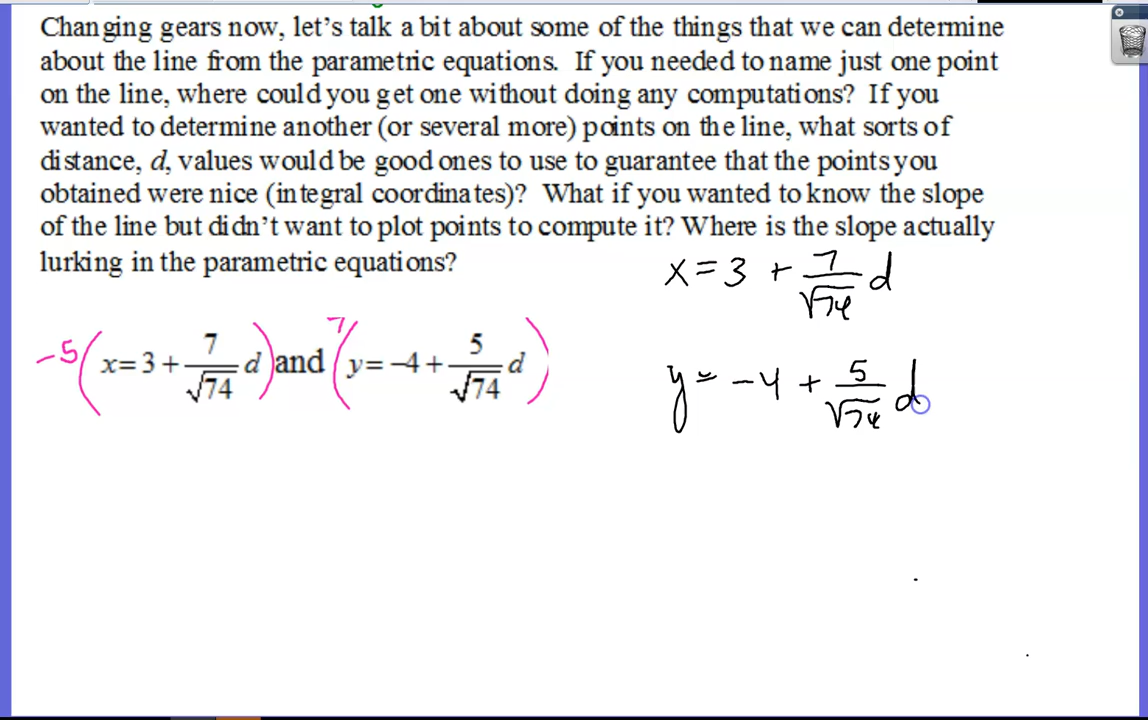 Changing gears now, let's talk a bit about some of the things that we can determine
about the line from the parametric equations.  If you needed to name just one point
on the line, where could you get one without doing any computations?  If you
wanted to determine another (or several more) points on the line, what sorts of
distance, d, values would be good ones to use to guarantee that the points you
obtained were nice (integral coordinates)?  What if you wanted to know the slope
of the line but didn't want to plot points to compute it? Where is the slope actually
lurking in the parametric equations?
x = 3 + 7/√74 d
-5 ( x = 3 + 7/√74 d ) and 7 ( y = –4 + 5/√74 d )
y = -4 + 5/√74 d